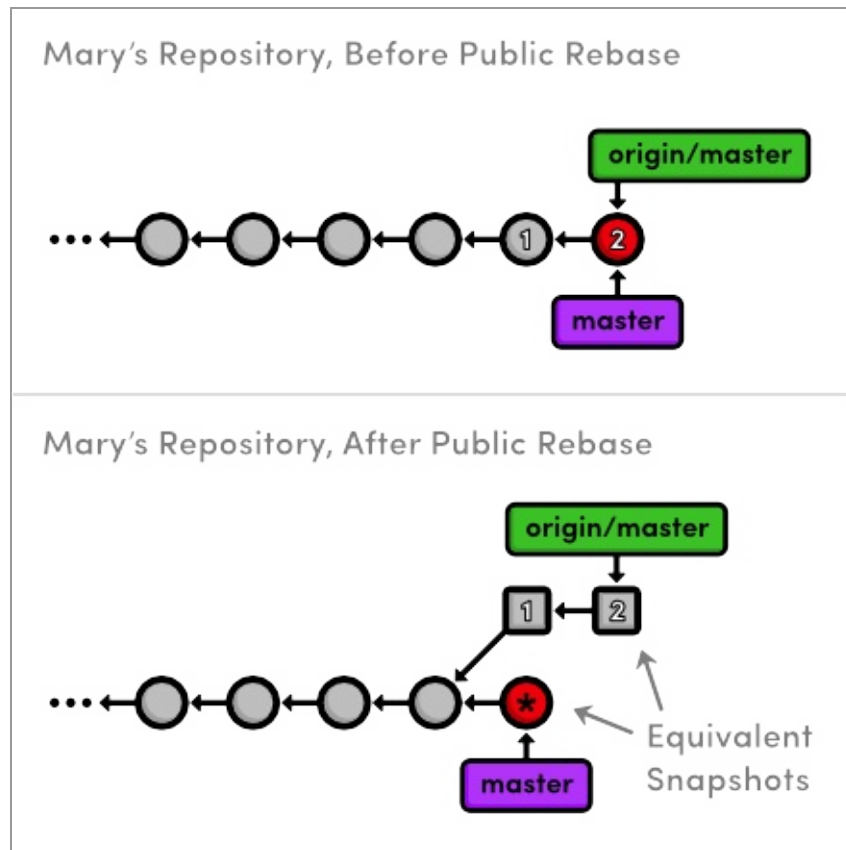 Mary's Repository, Before Public Rebase
origin/master
••• 1 2
master
Mary's Repository, After Public Rebase
origin/master
1 2
••• *
master
Equivalent
Snapshots